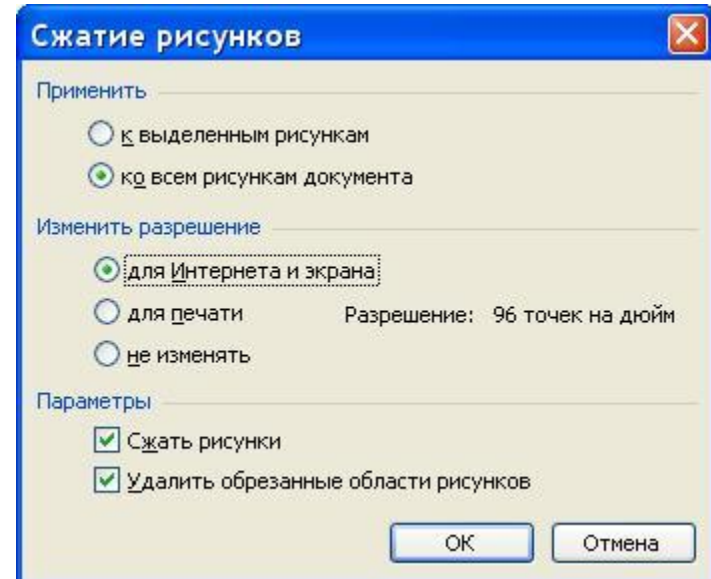 Сжатие рисунков
Применить
к выделенным рисункам
ко всем рисункам документа
Изменить разрешение
для Интернета и экрана
для печати Разрешение: 96 точек на дюйм
не изменять
Параметры
Сжать рисунки
Удалить обрезанные области рисунков
ОК Отмена